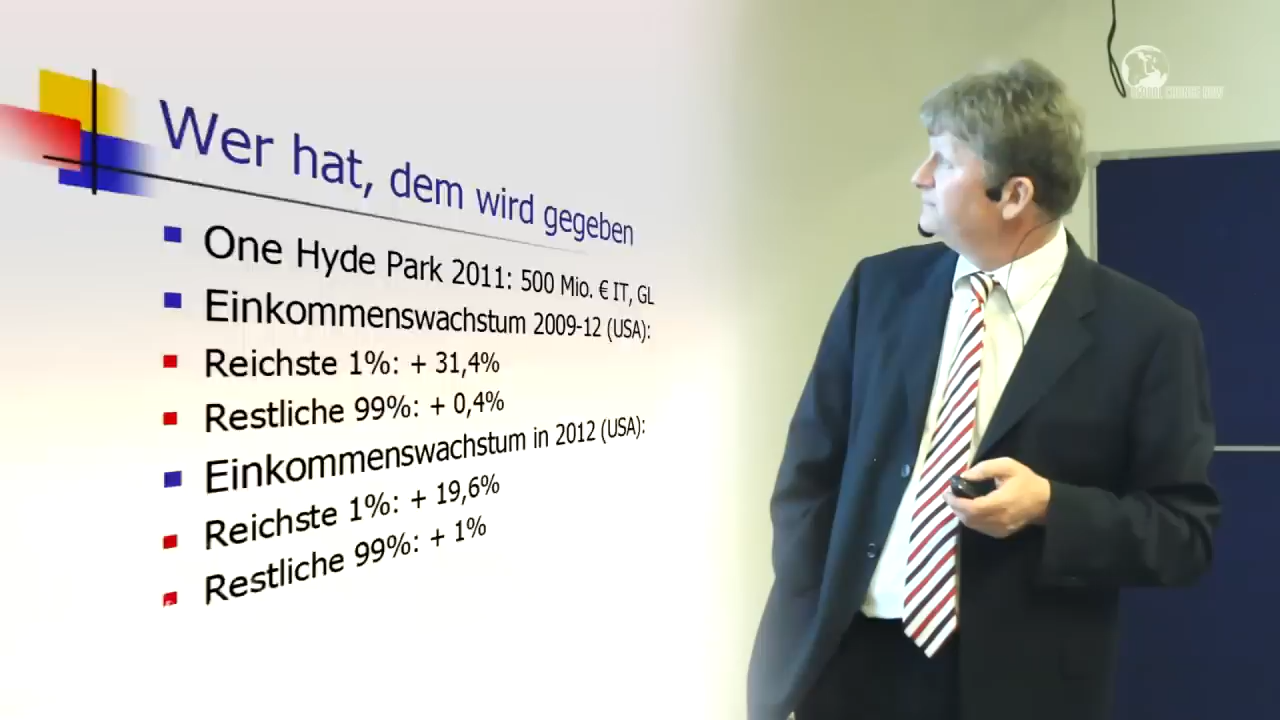 Wer hat, dem wird gegeben
One Hyde Park 2011: 500 Mio. € IT, GL
Einkommenswachstum 2009-12 (USA):
Reichste 1%: + 31,4%
Restliche 99%: + 0,4%
Einkommenswachstum in 2012 (USA):
Reichste 1%: + 19,6%
Restliche 99%: + 1%